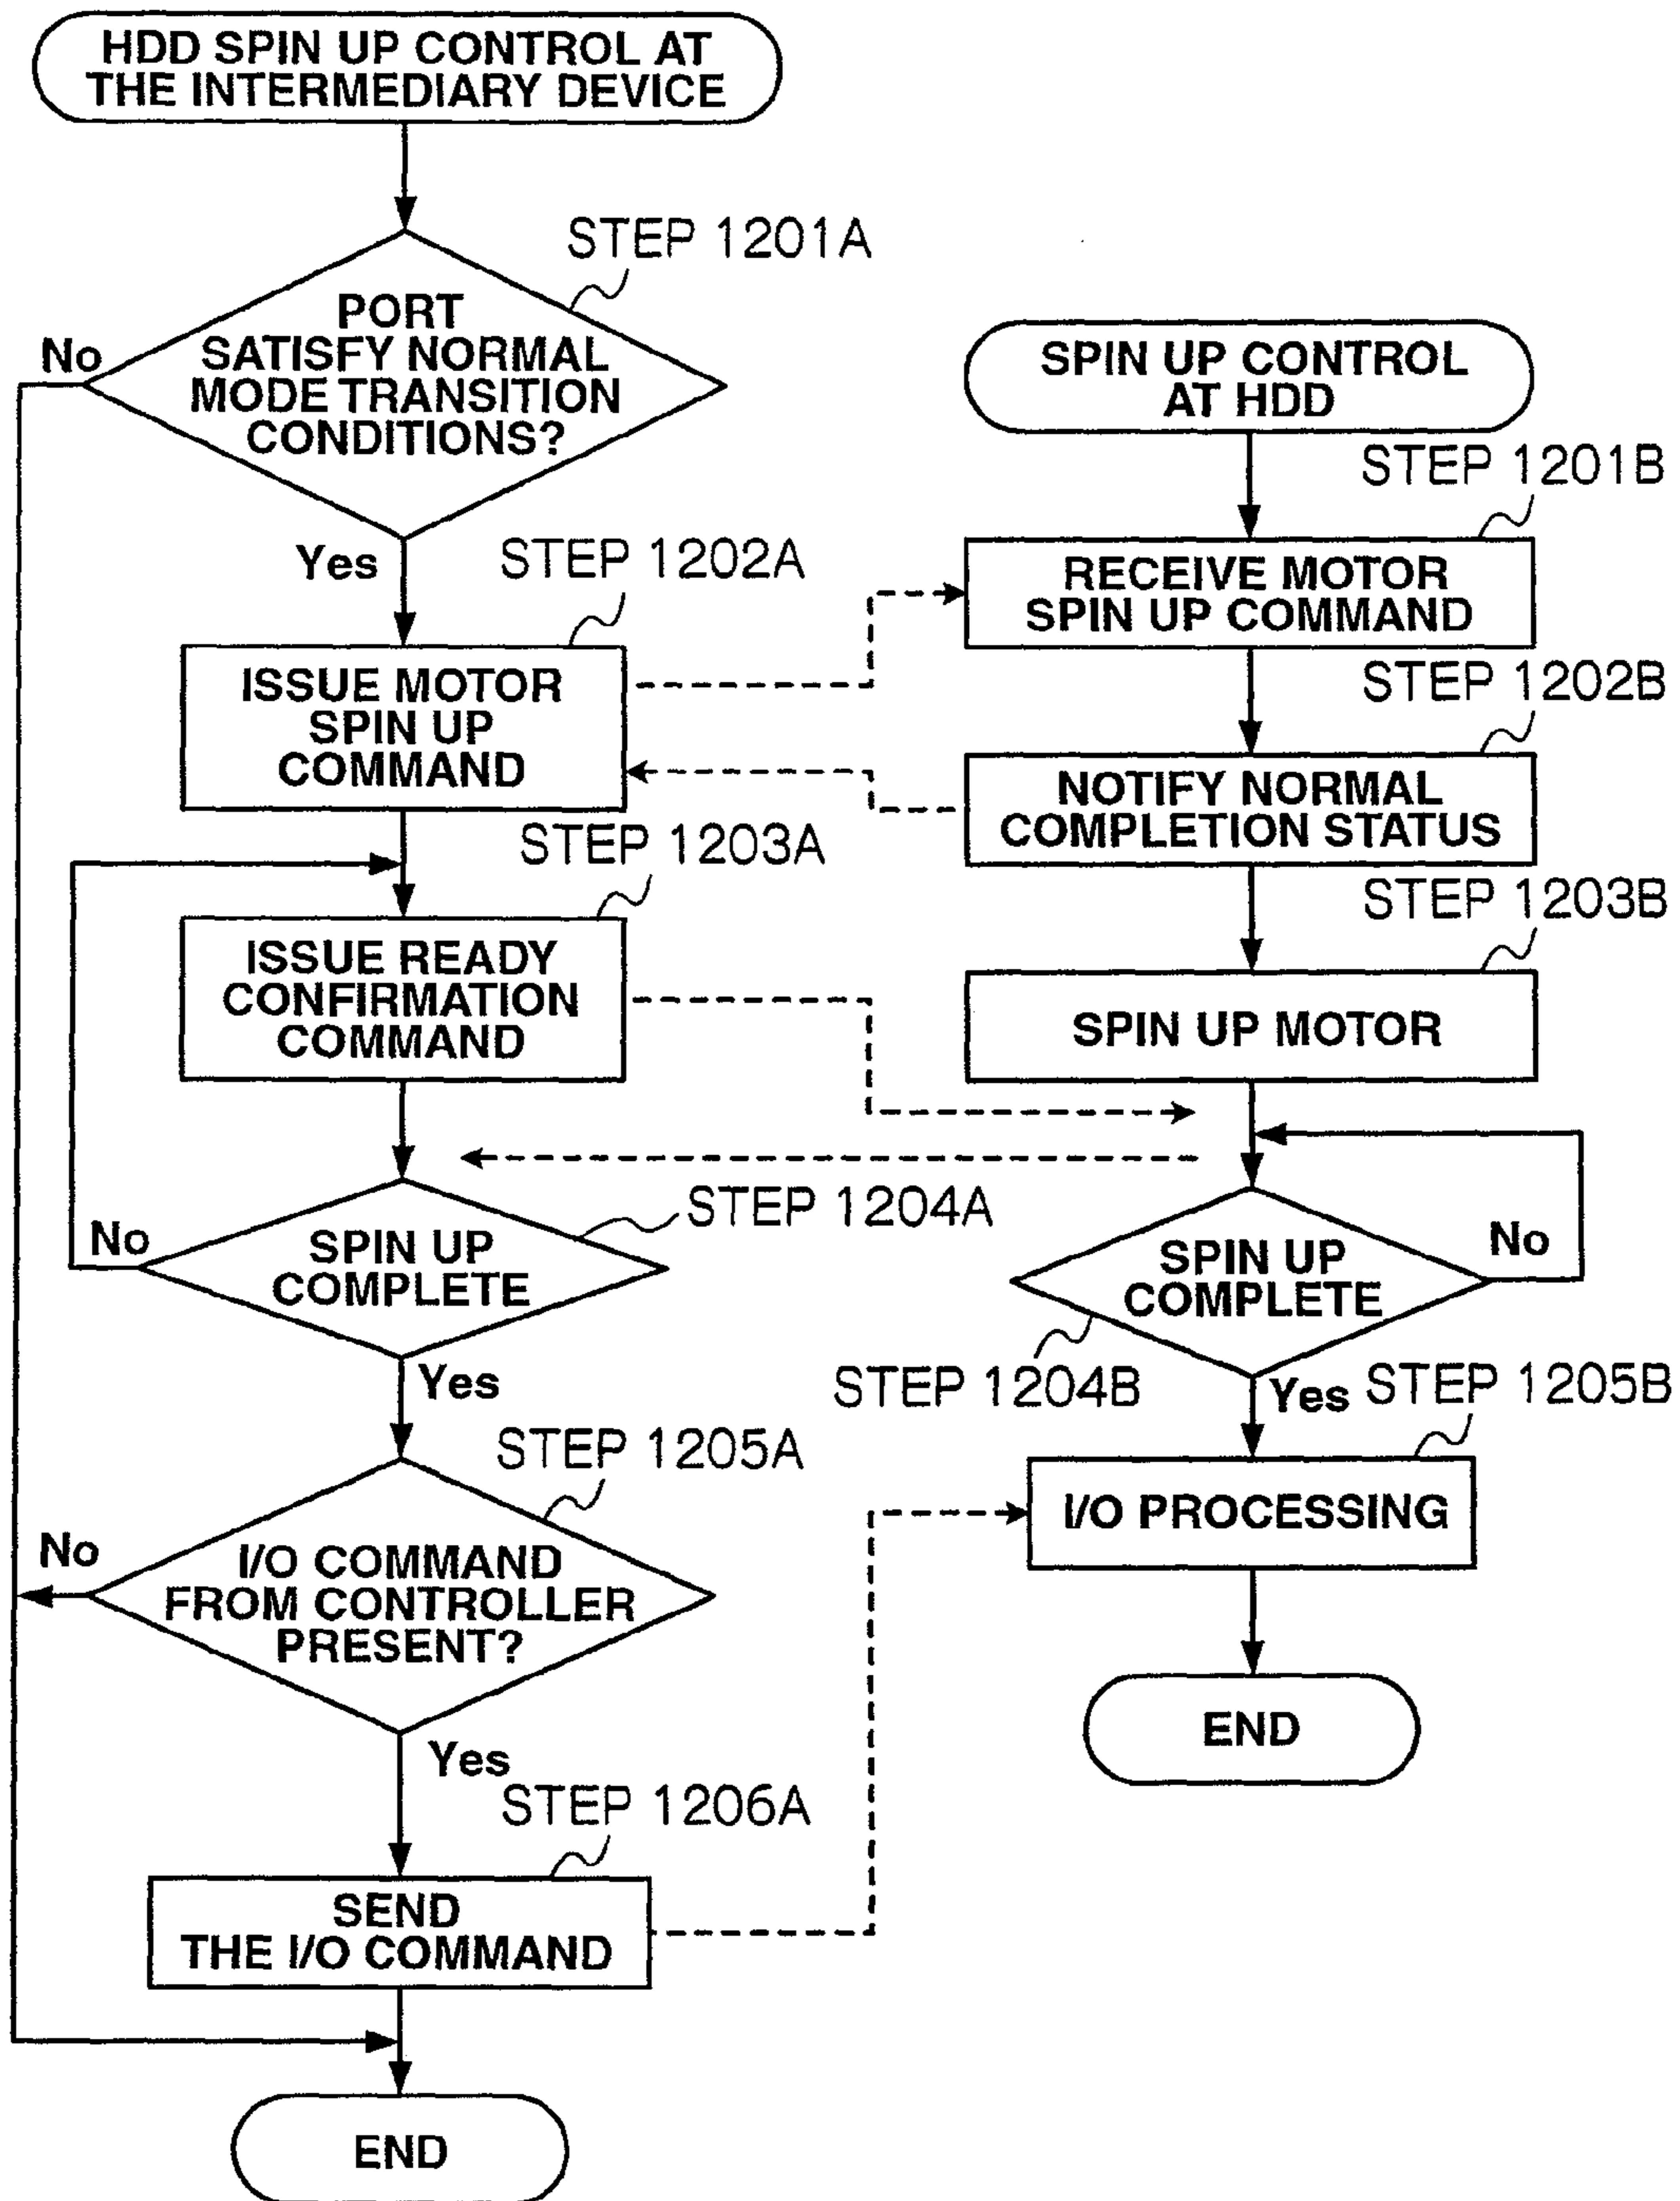 HDD SPIN UP CONTROL AT
THE INTERMEDIARY DEVICE
STEP 1201A
PORT
SATISFY NORMAL
MODE TRANSITION
CONDITIONS?
No
Yes
STEP 1202A
ISSUE MOTOR
SPIN UP
COMMAND
STEP 1203A
ISSUE READY
CONFIRMATION
COMMAND
STEP 1204A
SPIN UP
COMPLETE
No
Yes
STEP 1205A
I/O COMMAND
FROM CONTROLLER
PRESENT?
No
Yes
STEP 1206A
SEND
THE I/O COMMAND
END
SPIN UP CONTROL
AT HDD
STEP 1201B
RECEIVE MOTOR
SPIN UP COMMAND
STEP 1202B
NOTIFY NORMAL
COMPLETION STATUS
STEP 1203B
SPIN UP MOTOR
SPIN UP
COMPLETE
No
STEP 1204B
Yes
STEP 1205B
I/O PROCESSING
END